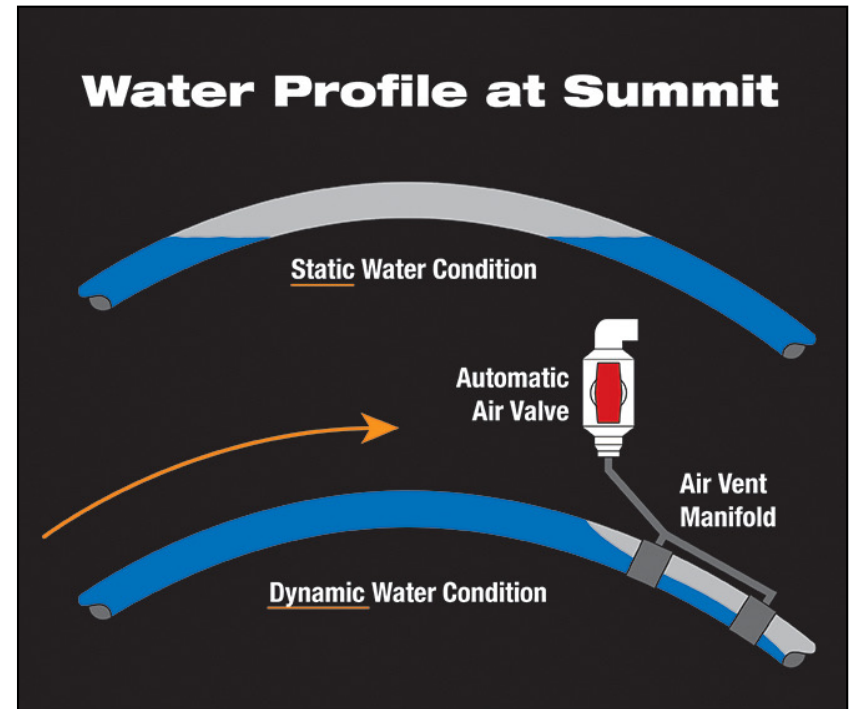 Water Profile at Summit
Static Water Condition
Automatic
Air Valve
Air Vent
Manifold
Dynamic Water Condition